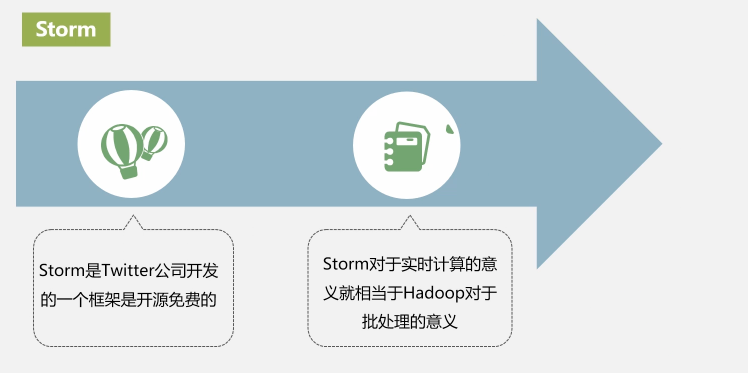 Storm
Storm是Twitter公司开发
的一个框架是开源免费的
Storm对于实时计算的意
义就相当于Hadoop对于
批处理的意义